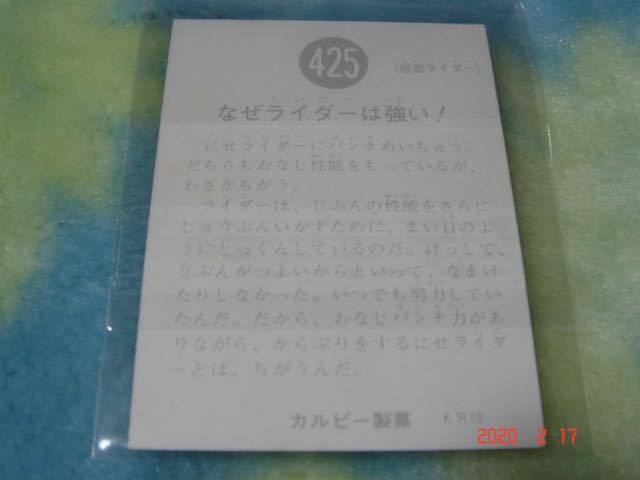 425
(仮面ライダー)
なぜライダーは強い!
にせライダーにパンチめいちゅう。
どちらもおなじ性能をもっているが、
わざがちがう。
ライダーは、じぶんの性能をさらに
じゅうぶんいかすために、まい日のよ
うにとっくんしているのだ。けっして、
じぶんがつよいからといって、なまけ
たりしなかった。いつでも努力してい
たんだ。だから、おなじパンチ力があ
りながら、からぶりをするにせライダ
ーとは、ちがうんだ。
カルビー製菓 K R18
2020 2 17